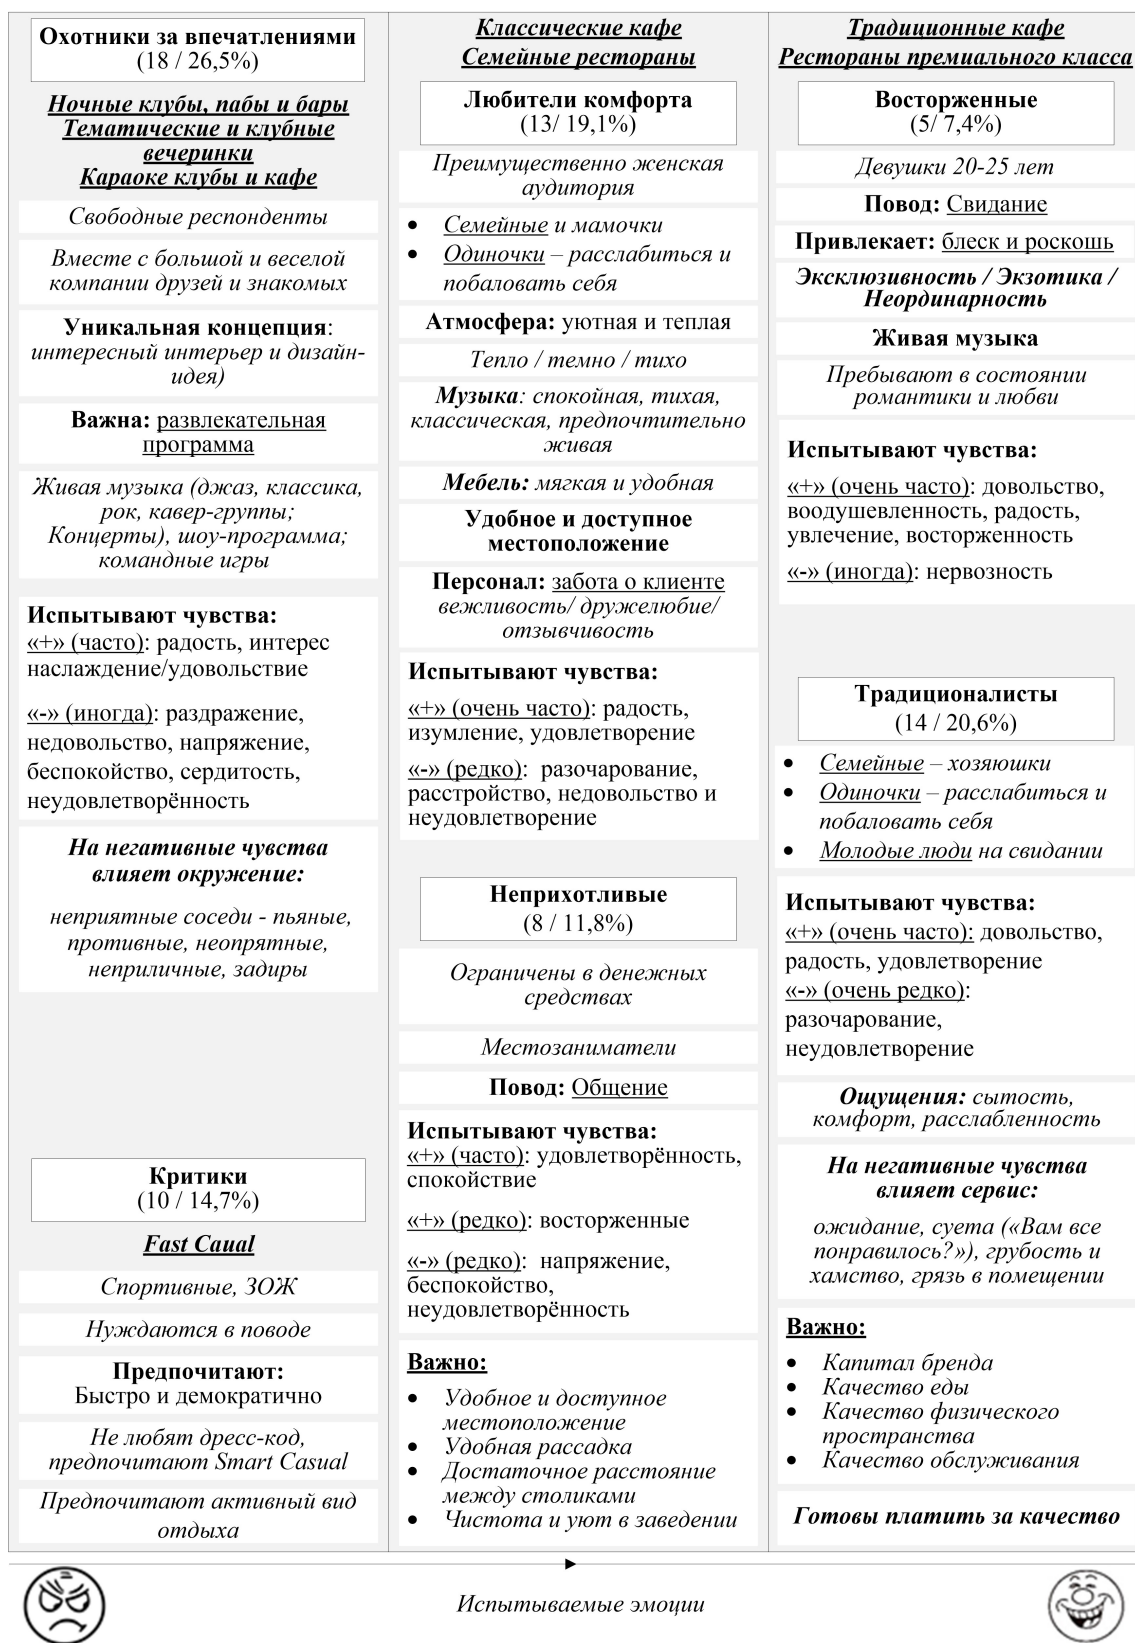 Охотники за впечатлениями
(18 / 26,5%)
Ночные клубы, пабы и бары
Тематические и клубные
вечеринки
Караоке клубы и кафе
Свободные респонденты
Вместе с большой и веселой
компании друзей и знакомых
Уникальная концепция:
интересный интерьер и дизайн-
идея)
Важна: развлекательная
программа
Живая музыка (джаз, классика,
рок, кавер-группы;
Концерты), шоу-программа;
командные игры
Испытывают чувства:
«+» (часто): радость, интерес
наслаждение/удовольствие
«-» (иногда): раздражение,
недовольство, напряжение,
беспокойство, сердитость,
неудовлетворённость
На негативные чувства
влияет окружение:
неприятные соседи - пьяные,
противные, неопрятные,
неприличные, задиры
Критики
(10 / 14,7%)
Fast Caual
Спортивные, ЗОЖ
Нуждаются в поводе
Предпочитают:
Быстро и демократично
Не любят дресс-код,
предпочитают Smart Casual
Предпочитают активный вид
отдыха
Классические кафе
Семейные рестораны
Любители комфорта
(13/ 19,1%)
Преимущественно женская
аудитория
• Семейные и мамочки
• Одиночки – расслабиться и
побаловать себя
Атмосфера: уютная и теплая
Тепло / темно / тихо
Музыка: спокойная, тихая,
классическая, предпочтительно
живая
Мебель: мягкая и удобная
Удобное и доступное
местоположение
Персонал: забота о клиенте
вежливость/ дружелюбие/
отзывчивость
Испытывают чувства:
«+» (очень часто): радость,
изумление, удовлетворение
«-» (редко): разочарование,
расстройство, недовольство и
неудовлетворение
Неприхотливые
(8 / 11,8%)
Ограничены в денежных
средствах
Местозаниматели
Повод: Общение
Испытывают чувства:
«+» (часто): удовлетворённость,
спокойствие
«+» (редко): восторженные
«-» (редко): напряжение,
беспокойство,
неудовлетворённость
Важно:
• Удобное и доступное
местоположение
• Удобная рассадка
• Достаточное расстояние
между столиками
• Чистота и уют в заведении
Традиционные кафе
Рестораны премиального класса
Восторженные
(5/ 7,4%)
Девушки 20-25 лет
Повод: Свидание
Привлекает: блеск и роскошь
Эксклюзивность / Экзотика /
Неординарность
Живая музыка
Пребывают в состоянии
романтики и любви
Испытывают чувства:
«+» (очень часто): довольство,
воодушевленность, радость,
увлечение, восторженность
«-» (иногда): нервозность
Традиционалисты
(14 / 20,6%)
• Семейные – хозяюшки
• Одиночки – расслабиться и
побаловать себя
• Молодые люди на свидании
Испытывают чувства:
«+» (очень часто): довольство,
радость, удовлетворение
«-» (очень редко):
разочарование,
неудовлетворение
Ощущения: сытость,
комфорт, расслабленность
На негативные чувства
влияет сервис:
ожидание, суета («Вам все
понравилось?»), грубость и
хамство, грязь в помещении
Важно:
• Капитал бренда
• Качество еды
• Качество физического
пространства
• Качество обслуживания
Готовы платить за качество
Испытываемые эмоции